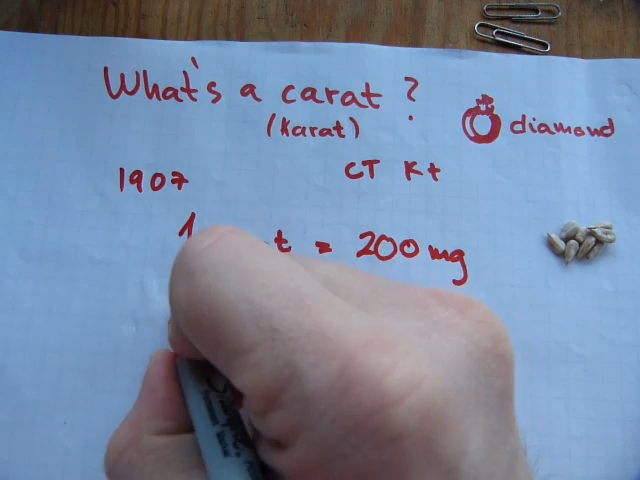 What's a carat ?
(Karat)
diamond
1907
CT Kt
1 t = 200 mg